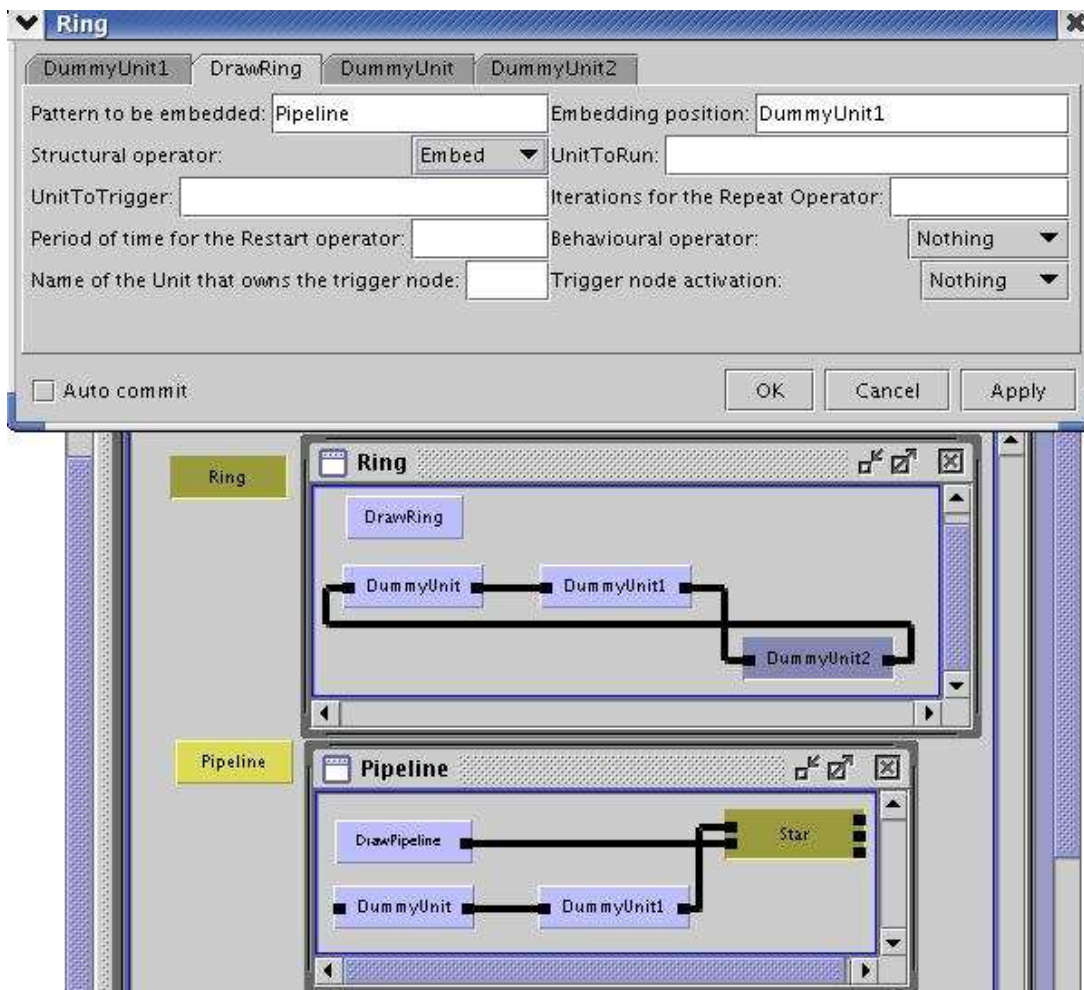 Ring
DummyUnit1 DrawRing DummyUnit DummyUnit2
Pattern to be embedded: Pipeline Embedding position: DummyUnit1
Structural operator: Embed UnitToRun:
UnitToTrigger: Iterations for the Repeat Operator:
Period of time for the Restart operator: Behavioural operator: Nothing
Name of the Unit that owns the trigger node: Trigger node activation: Nothing
Auto commit OK Cancel Apply
Ring Ring
DrawRing
DummyUnit DummyUnit1
DummyUnit2
Pipeline Pipeline
DrawPipeline Star
DummyUnit DummyUnit1